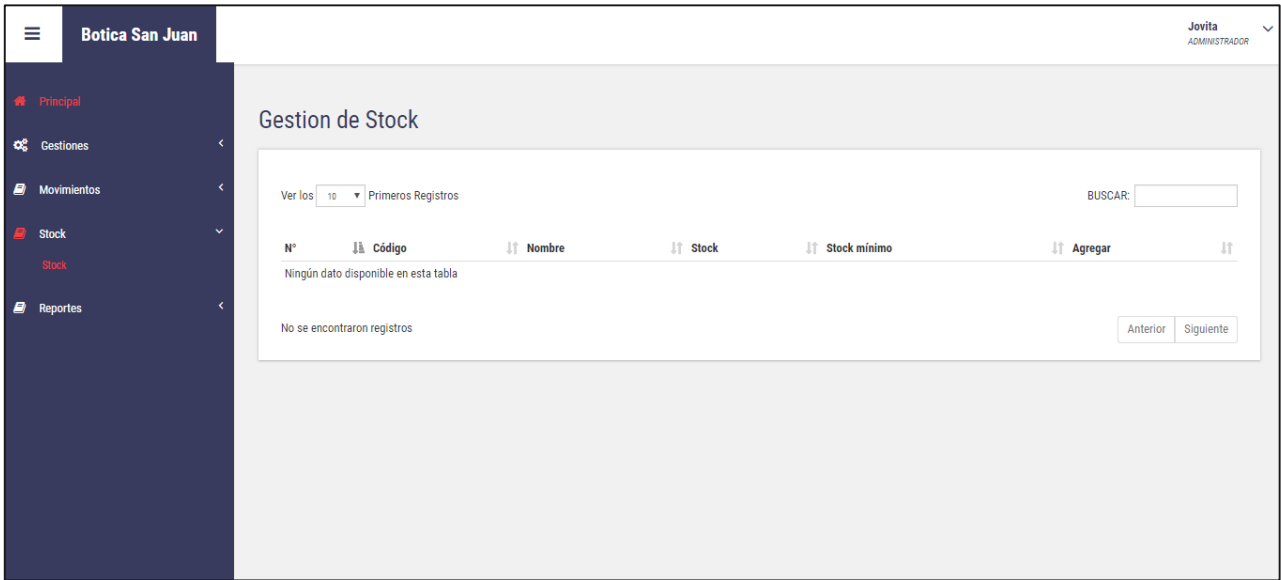 Botica San Juan
Jovita
ADMINISTRADOR
Principal
Gestiones
Movimientos
Stock
Stock
Reportes
Gestion de Stock
Ver los 10 Primeros Registros BUSCAR:
N° Código Nombre Stock Stock mínimo Agregar
Ningún dato disponible en esta tabla
No se encontraron registros Anterior Siguiente